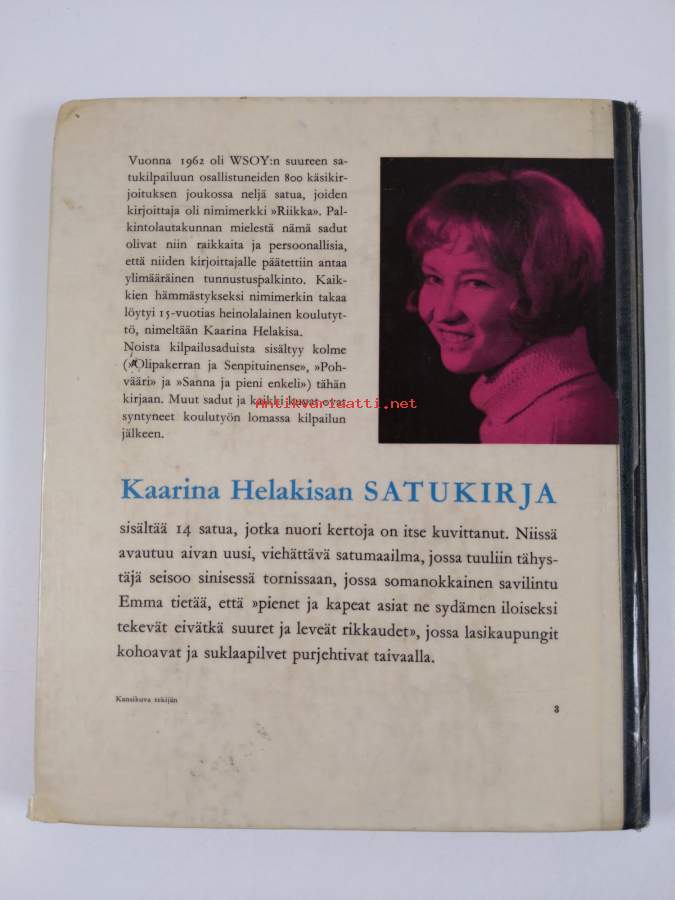 Vuonna 1962 oli WSOY:n suureen sa-
tukilpailuun osallistuneiden 800 käsikir-
joituksen joukossa neljä satua, joiden
kirjoittaja oli nimimerkki »Riikka». Pal-
kintolautakunnan mielestä nämä sadut
olivat niin raikkaita ja persoonallisia,
että niiden kirjoittajalle päätettiin antaa
ylimääräinen tunnustuspalkinto. Kaik-
kien hämmästykseksi nimimerkin takaa
löytyi 15-vuotias heinolalainen koulutyt-
tö, nimeltään Kaarina Helakisa.
Noista kilpailusaduista sisältyy kolme
(»Olipakerran ja Senpituinense», »Poh-
vääri» ja »Sanna ja pieni enkeli») tähän
kirjaan. Muut sadut ja kaikki kuvat ovat
syntyneet koulutyön lomassa kilpailun
jälkeen.
antikvariaatti.net
Kaarina Helakisan SATUKIRJA
sisältää 14 satua, jotka nuori kertoja on itse kuvittanut. Niissä
avautuu aivan uusi, viehättävä satumaailma, jossa tuuliin tähys-
täjä seisoo sinisessä tornissaan, jossa somanokkainen savilintu
Emma tietää, että »pienet ja kapeat asiat ne sydämen iloiseksi
tekevät eivätkä suuret ja leveät rikkaudet», jossa lasikaupungit
kohoavat ja suklaapilvet purjehtivat taivaalla.
Kansikuva tekijän
3